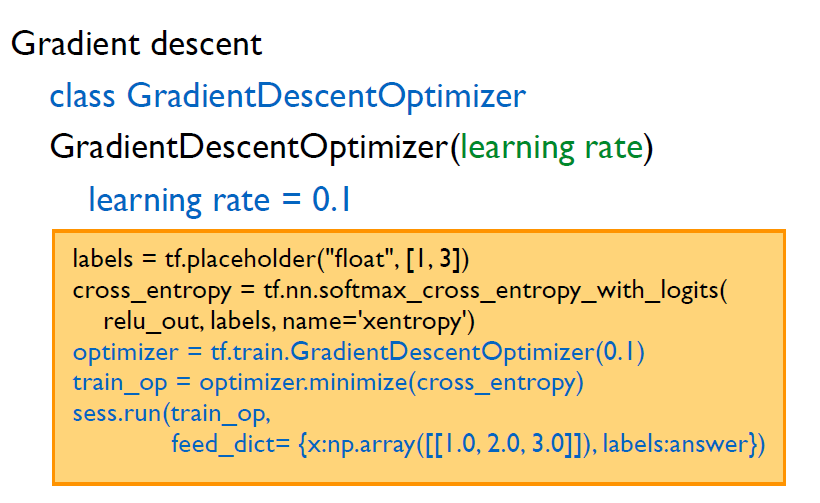 Gradient descent
class GradientDescentOptimizer
GradientDescentOptimizer(learning rate)
learning rate = 0.1
labels = tf.placeholder("float", [1, 3])
cross_entropy = tf.nn.softmax_cross_entropy_with_logits(
relu_out, labels, name='xentropy')
optimizer = tf.train.GradientDescentOptimizer(0.1)
train_op = optimizer.minimize(cross_entropy)
sess.run(train_op,
feed_dict= {x:np.array([[1.0, 2.0, 3.0]]), labels:answer})